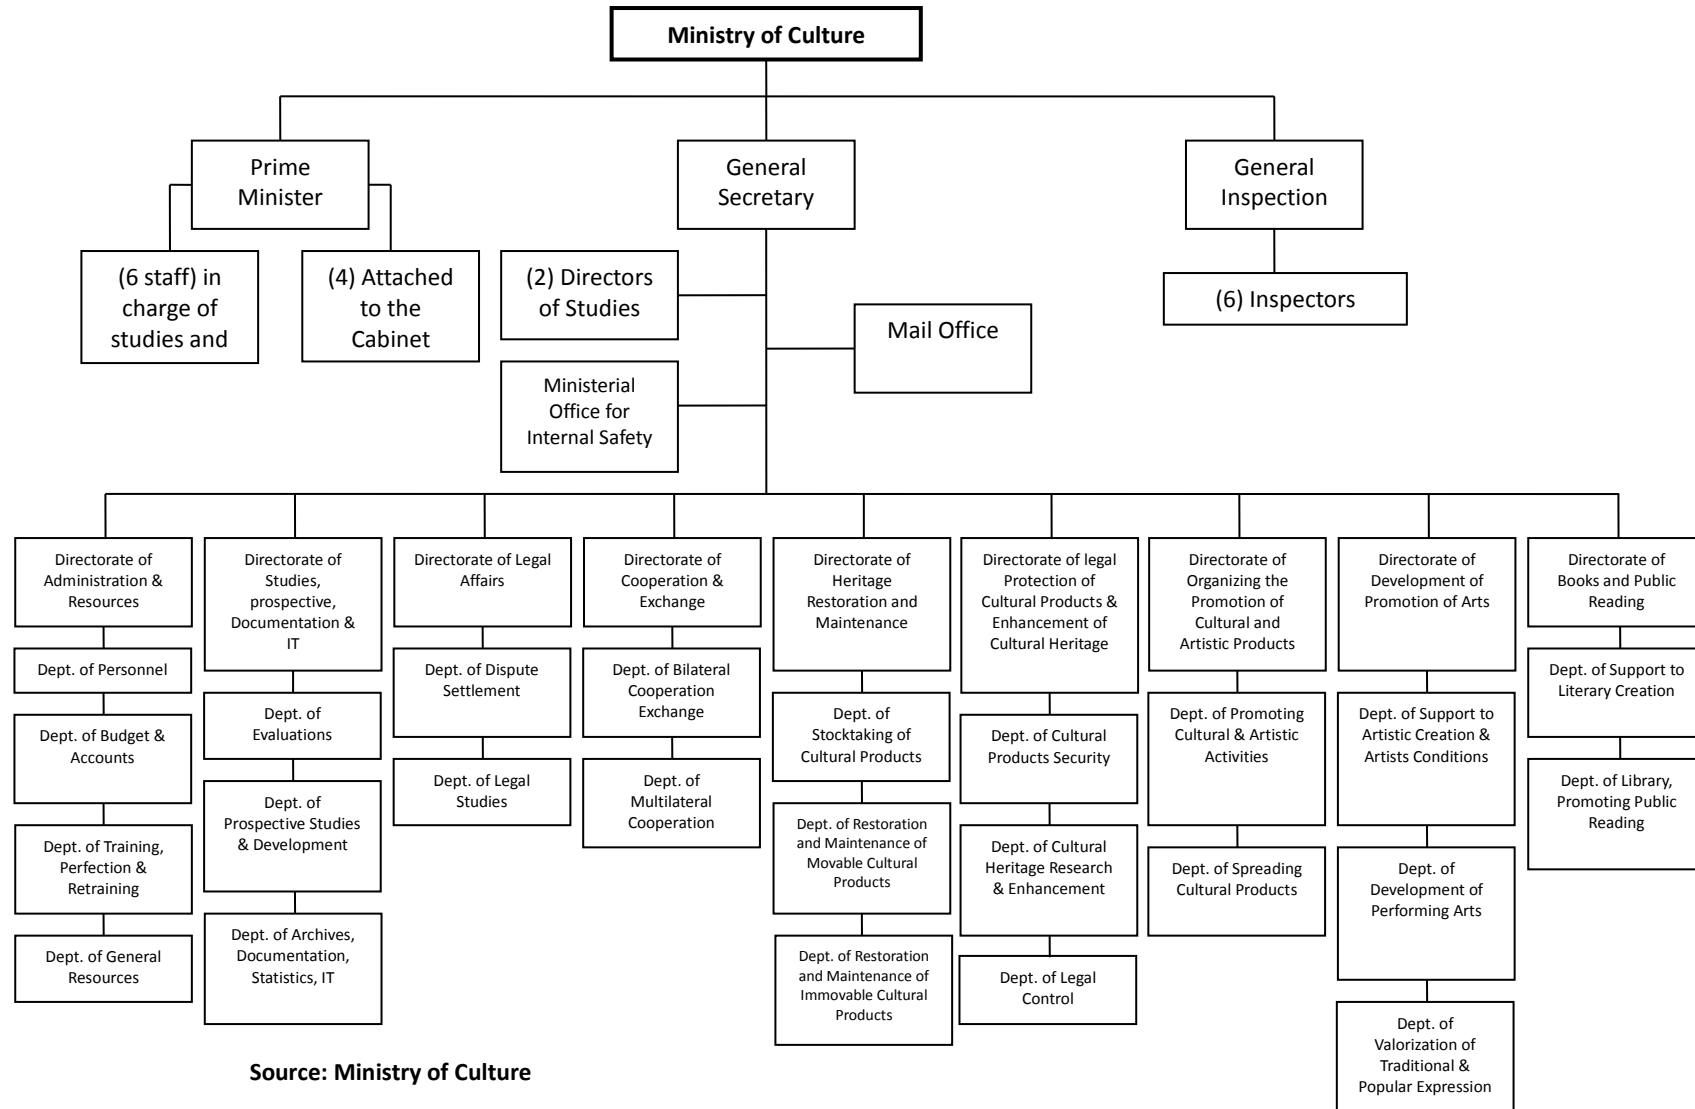 Ministry of Culture
Prime
Minister
General
Secretary
General
Inspection
(6 staff) in
charge of
studies and
(4) Attached
to the
Cabinet
(2) Directors
of Studies
Mail Office
(6) Inspectors
Ministerial
Office for
Internal Safety
Directorate of
Administration &
Resources
Dept. of Personnel
Dept. of Budget &
Accounts
Dept. of Training,
Perfection &
Retraining
Dept. of General
Resources
Directorate of
Studies,
prospective,
Documentation &
IT
Dept. of
Evaluations
Dept. of
Prospective Studies
& Development
Dept. of Archives,
Documentation,
Statistics, IT
Directorate of Legal
Affairs
Dept. of Dispute
Settlement
Dept. of Legal
Studies
Directorate of
Cooperation &
Exchange
Dept. of Bilateral
Cooperation
Exchange
Dept. of
Multilateral
Cooperation
Directorate of
Heritage
Restoration and
Maintenance
Dept. of
Stocktaking of
Cultural Products
Dept. of Restoration
and Maintenance of
Movable Cultural
Products
Dept. of Restoration
and Maintenance of
Immovable Cultural
Products
Directorate of legal
Protection of
Cultural Products &
Enhancement of
Cultural Heritage
Dept. of Cultural
Products Security
Dept. of Cultural
Heritage Research
& Enhancement
Dept. of Legal
Control
Directorate of
Organizing the
Promotion of
Cultural and
Artistic Products
Dept. of Promoting
Cultural & Artistic
Activities
Dept. of Spreading
Cultural Products
Directorate of
Development of
Promotion of Arts
Dept. of Support to
Artistic Creation &
Artists Conditions
Dept. of
Development of
Performing Arts
Dept. of
Valorization of
Traditional &
Popular Expression
Directorate of
Books and Public
Reading
Dept. of Support to
Literary Creation
Dept. of Library,
Promoting Public
Reading
Source: Ministry of Culture